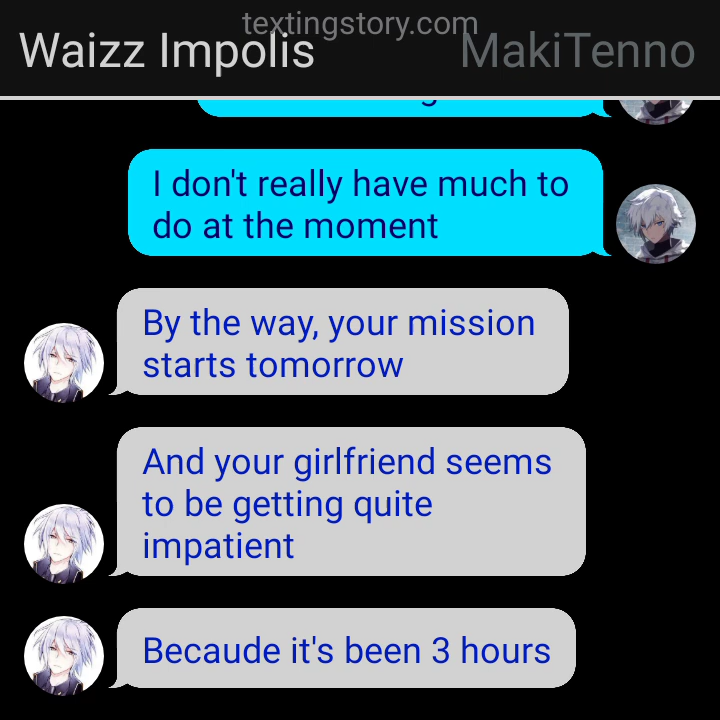 textingstory.com
Waizz Impolis MakiTenno
I don't really have much to
do at the moment
By the way, your mission
starts tomorrow
And your girlfriend seems
to be getting quite
impatient
Becaude it's been 3 hours